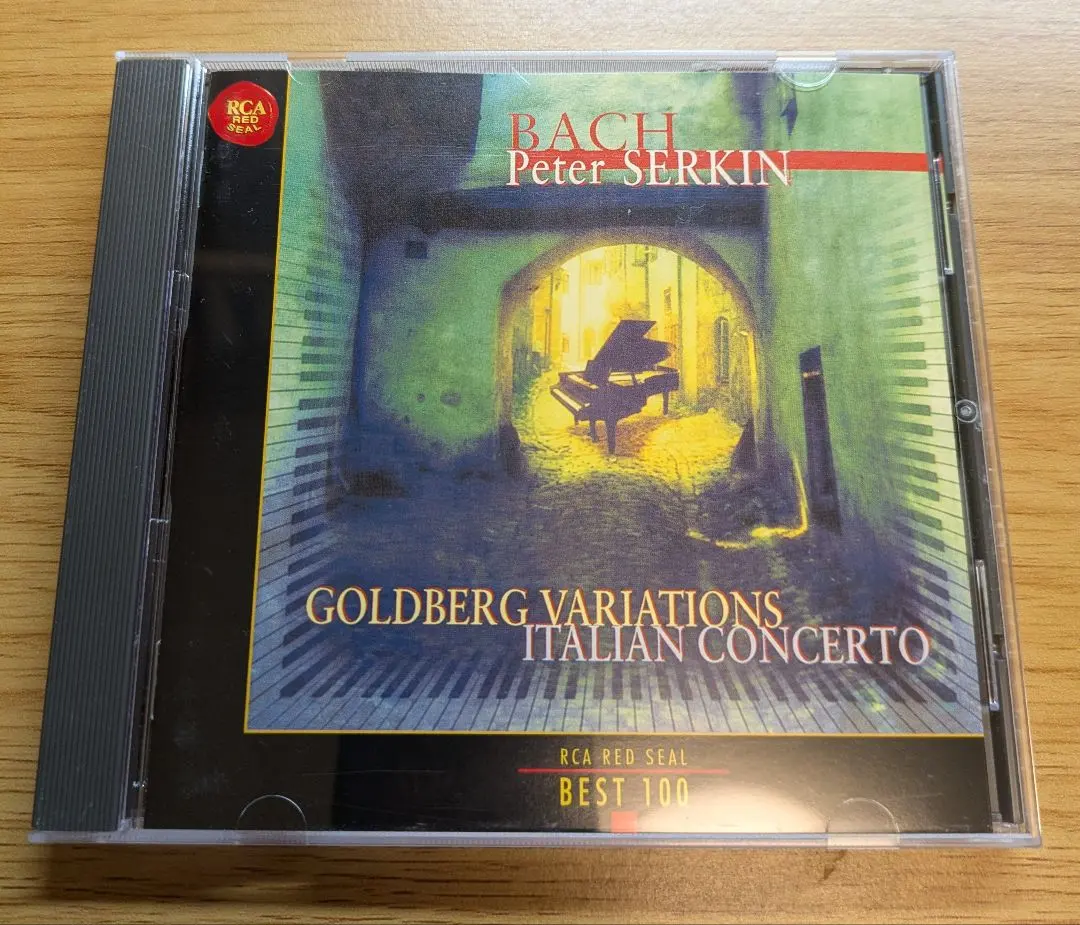 RCA
RED
SEAL
BACH
Peter SERKIN
GOLDBERG VARIATIONS
ITALIAN CONCERTO
RCA RED SEAL
BEST 100